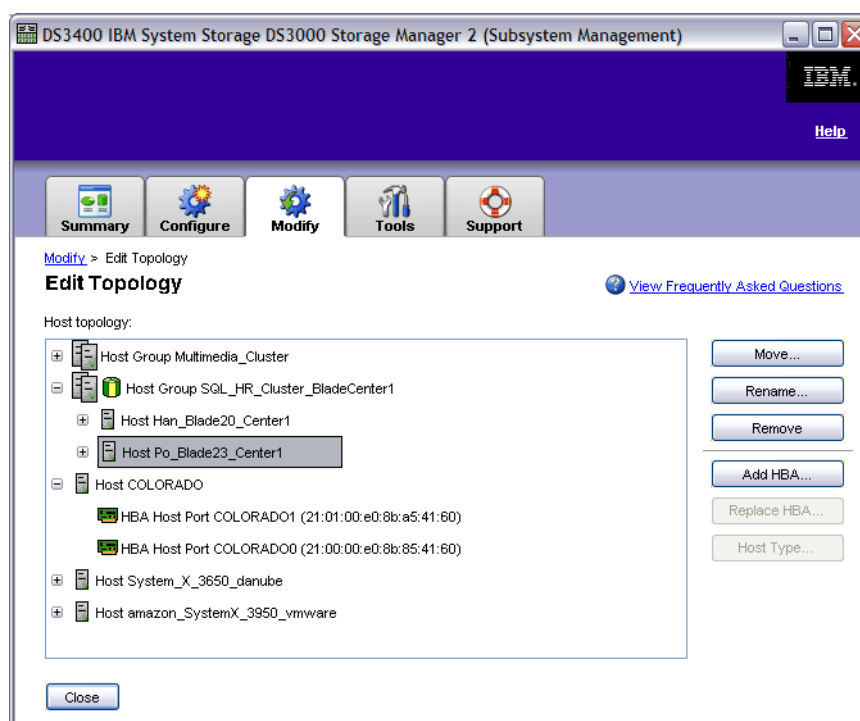 DS3400 IBM System Storage DS3000 Storage Manager 2 (Subsystem Management)
IBM.
Help
Summary
Configure
Modify
Tools
Support
Modify > Edit Topology
Edit Topology
View Frequently Asked Questions
Host topology:
Host Group Multimedia_Cluster
Host Group SQL_HR_Cluster_BladeCenter1
Host Han_Blade20_Center1
Host Po_Blade23_Center1
Host COLORADO
HBA Host Port COLORADO1 (21:01:00:e0:8b:a5:41:60)
HBA Host Port COLORADO0 (21:00:00:e0:8b:85:41:60)
Host System_X_3650_danube
Host amazon_SystemX_3950_vmware
Move...
Rename...
Remove
Add HBA...
Replace HBA...
Host Type...
Close